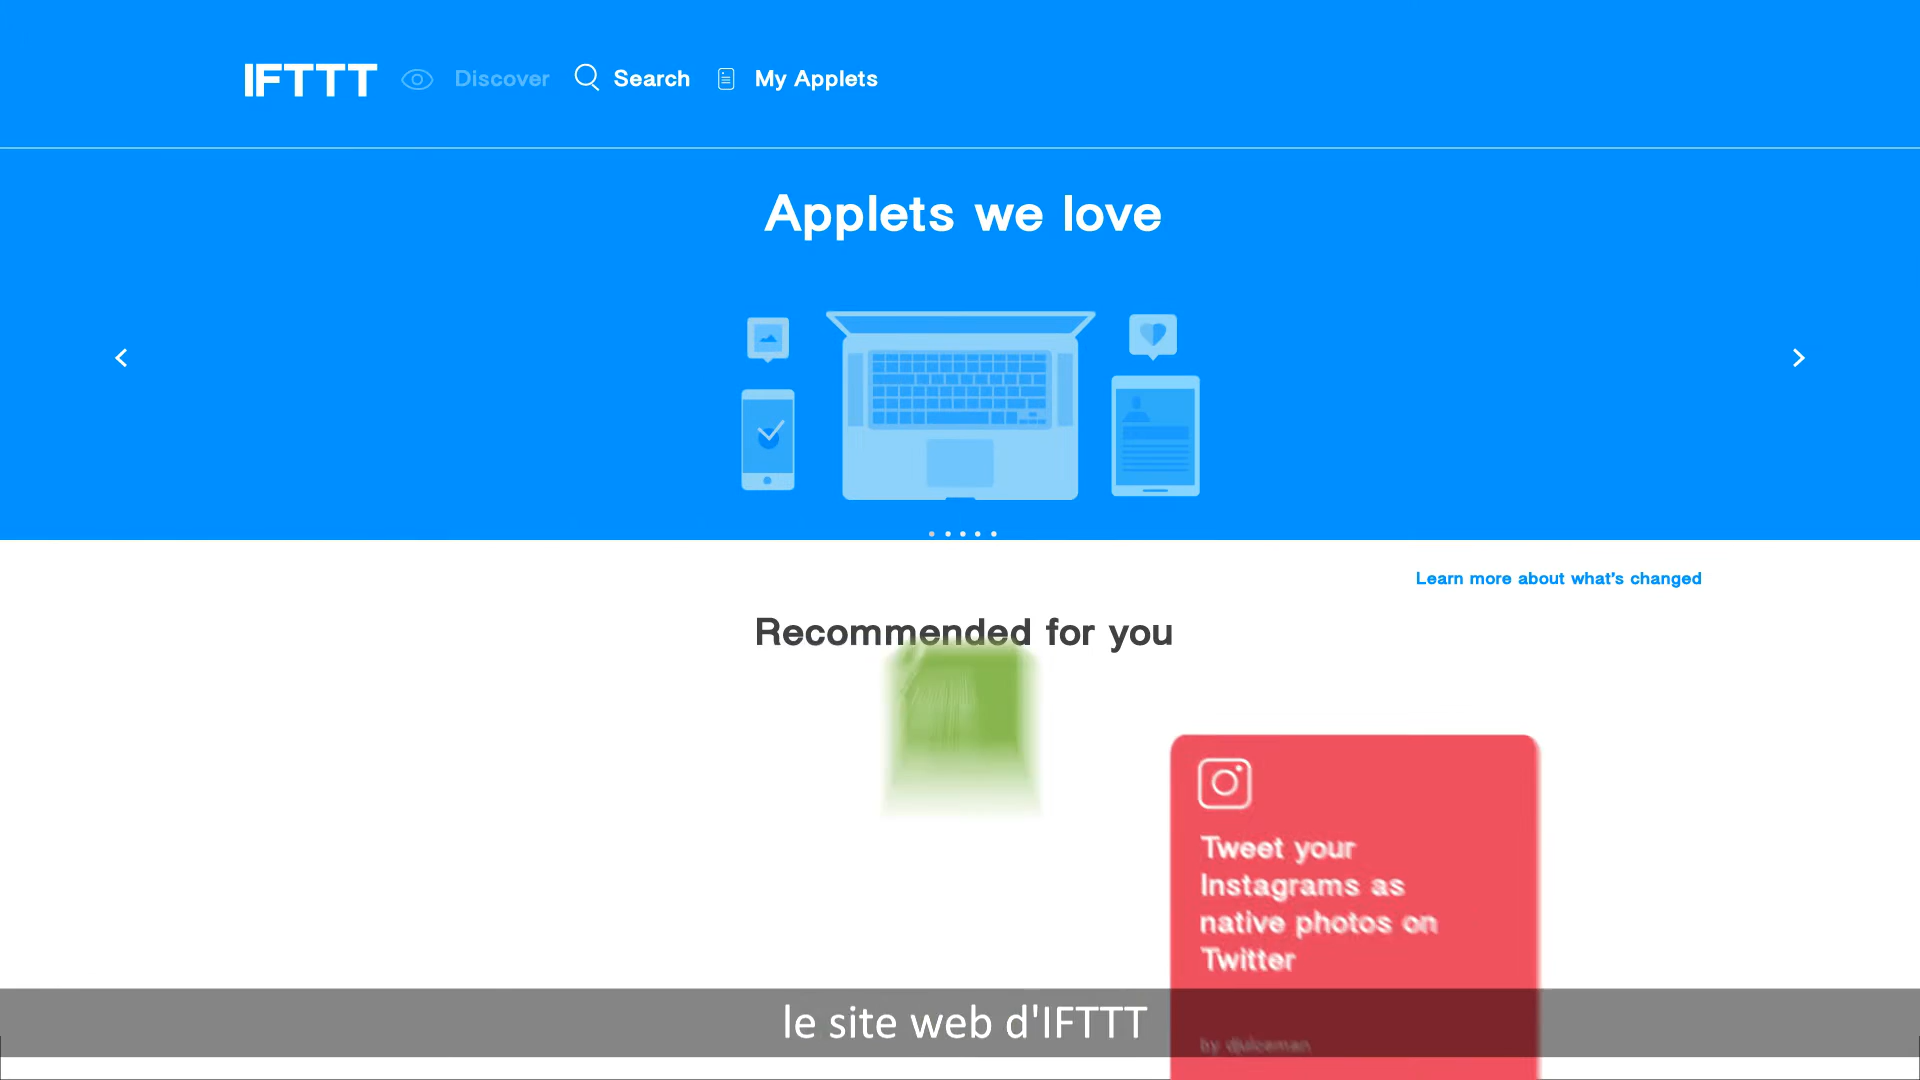 IFTTT Discover Search My Applets
Applets we love
Learn more about what's changed
Recommended for you
Tweet your
Instagrams as
native photos on
Twitter
le site web d'IFTTT